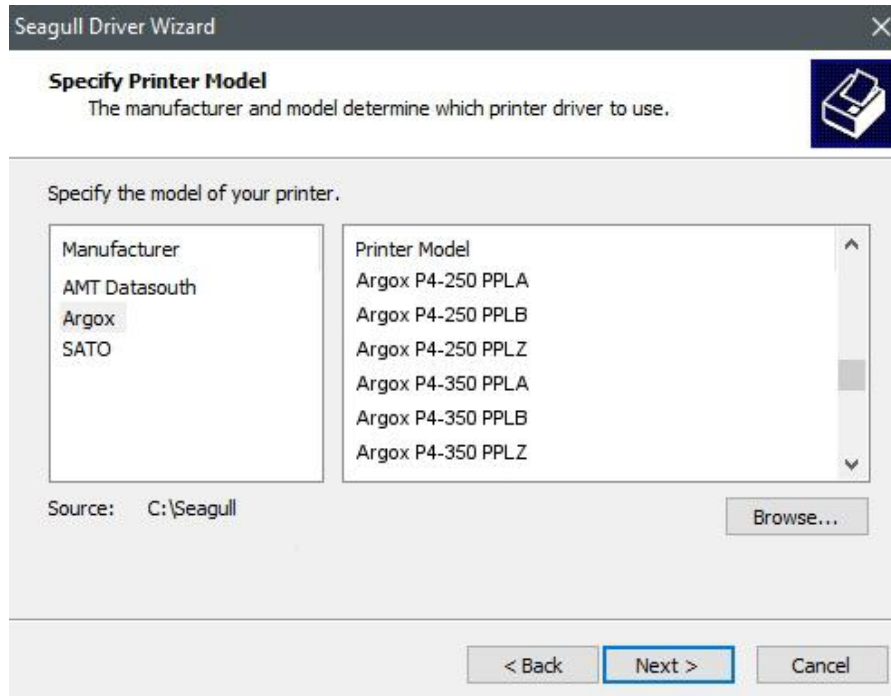 Seagull Driver Wizard
Specify Printer Model
The manufacturer and model determine which printer driver to use.
Specify the model of your printer.
Manufacturer
AMT Datasouth
Argox
SATO
Printer Model
Argox P4-250 PPLA
Argox P4-250 PPLB
Argox P4-250 PPLZ
Argox P4-350 PPLA
Argox P4-350 PPLB
Argox P4-350 PPLZ
Source: C:\Seagull
Browse...
< Back
Next >
Cancel